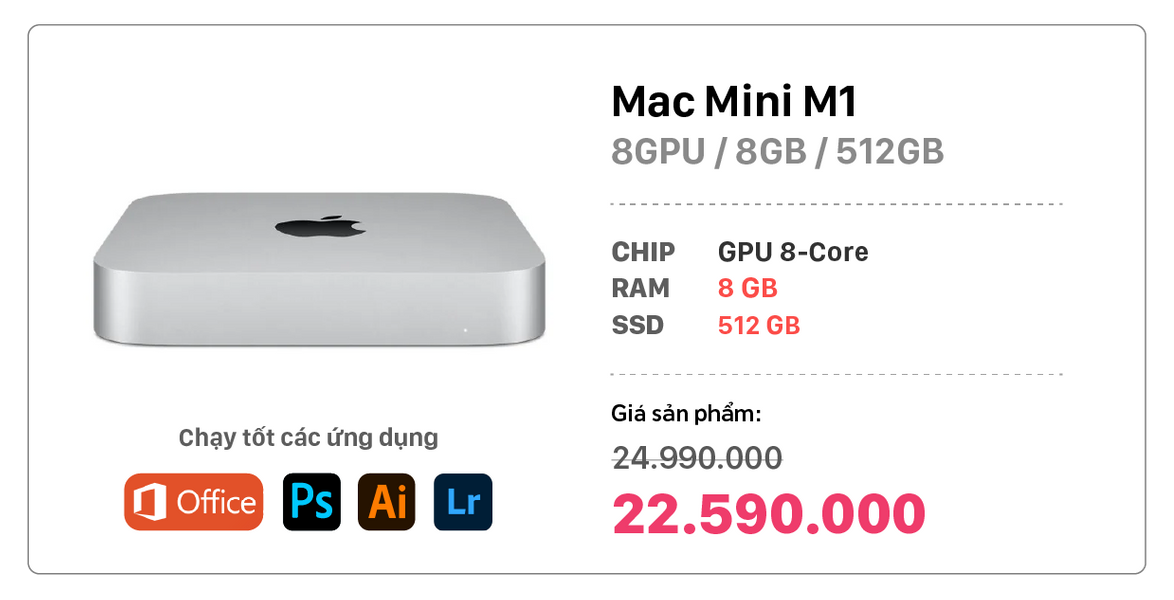 Mac Mini M1
8GPU / 8GB / 512GB
CHIP GPU 8-Core
RAM 8 GB
SSD 512 GB
Giá sản phẩm:
24.990.000
22.590.000
Chạy tốt các ứng dụng
Office Ps Ai Lr